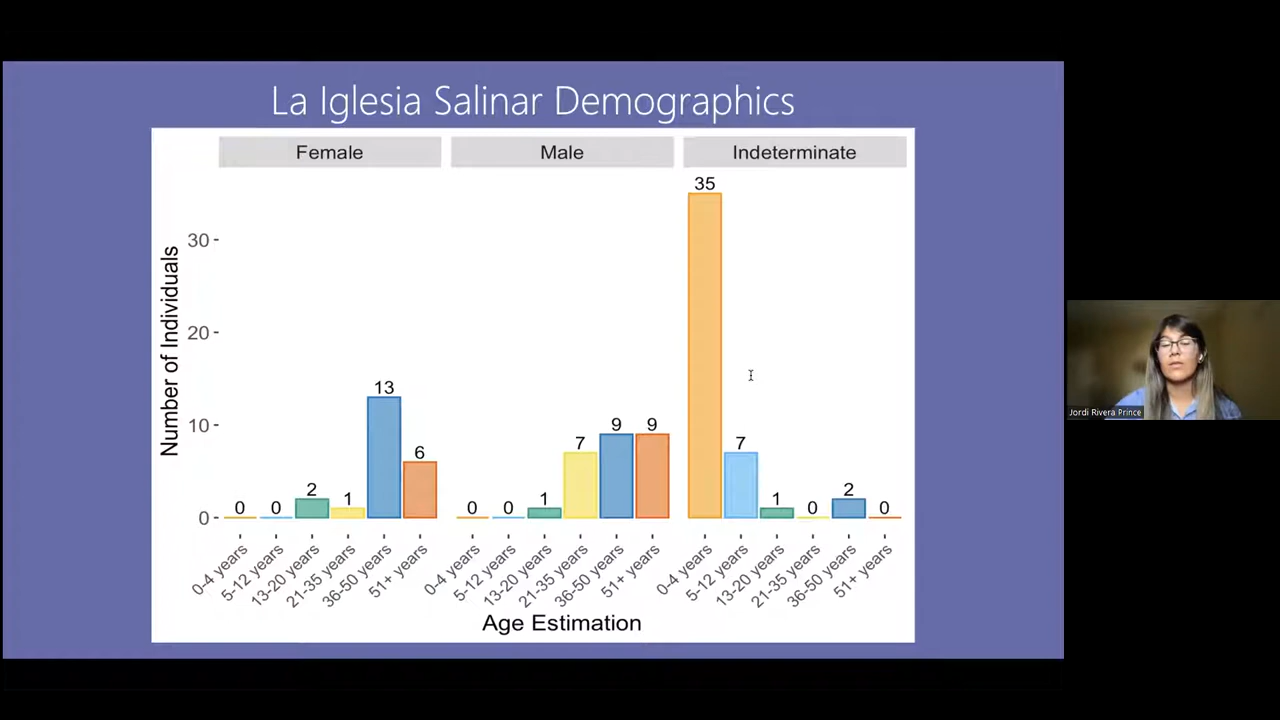 La Iglesia Salinar Demographics
Female Male Indeterminate
Number of Individuals
30
20
10
0
0 0 2 1 13 6
0 0 1 7 9 9
35 7 1 0 2 0
0-4 years 5-12 years 13-20 years 21-35 years 36-50 years 51+ years
0-4 years 5-12 years 13-20 years 21-35 years 36-50 years 51+ years
0-4 years 5-12 years 13-20 years 21-35 years 36-50 years 51+ years
Age Estimation
Jordi Rivera Prince